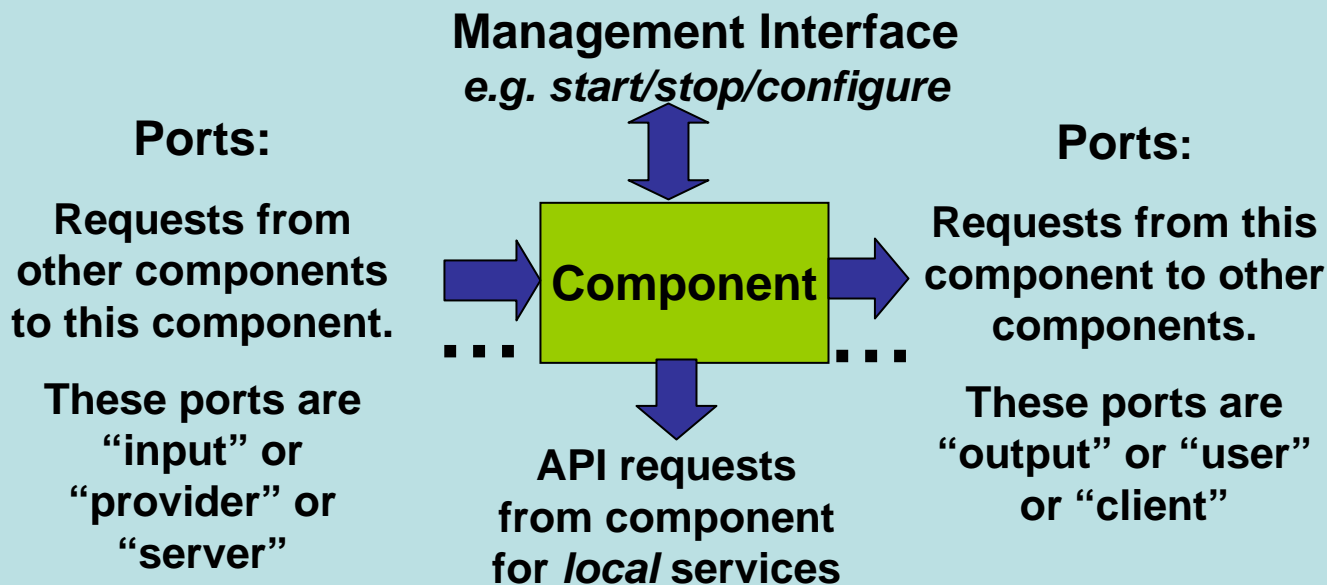 Management Interface
e.g. start/stop/configure
Ports:
Requests from
other components
to this component.
These ports are
“input” or
“provider” or
“server”
Component
...
...
API requests
from component
for local services
Ports:
Requests from this
component to other
components.
These ports are
“output” or “user”
or “client”